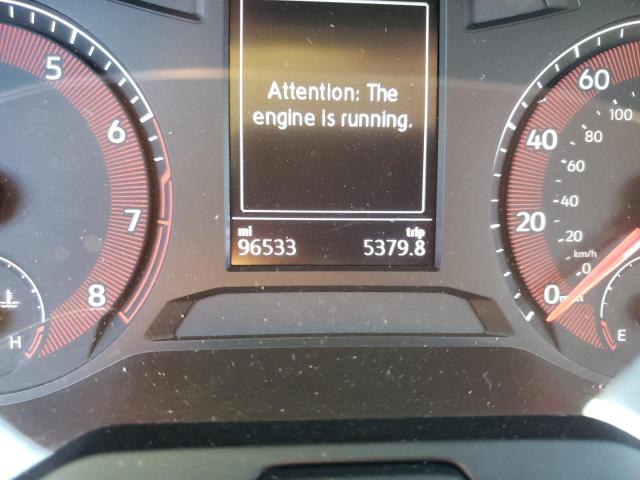 5
6
7
8
H
Attention: The
engine is running.
mi trip
96533 5379.8
60
40
20
0
100
80
60
40
20
0
km/h
E